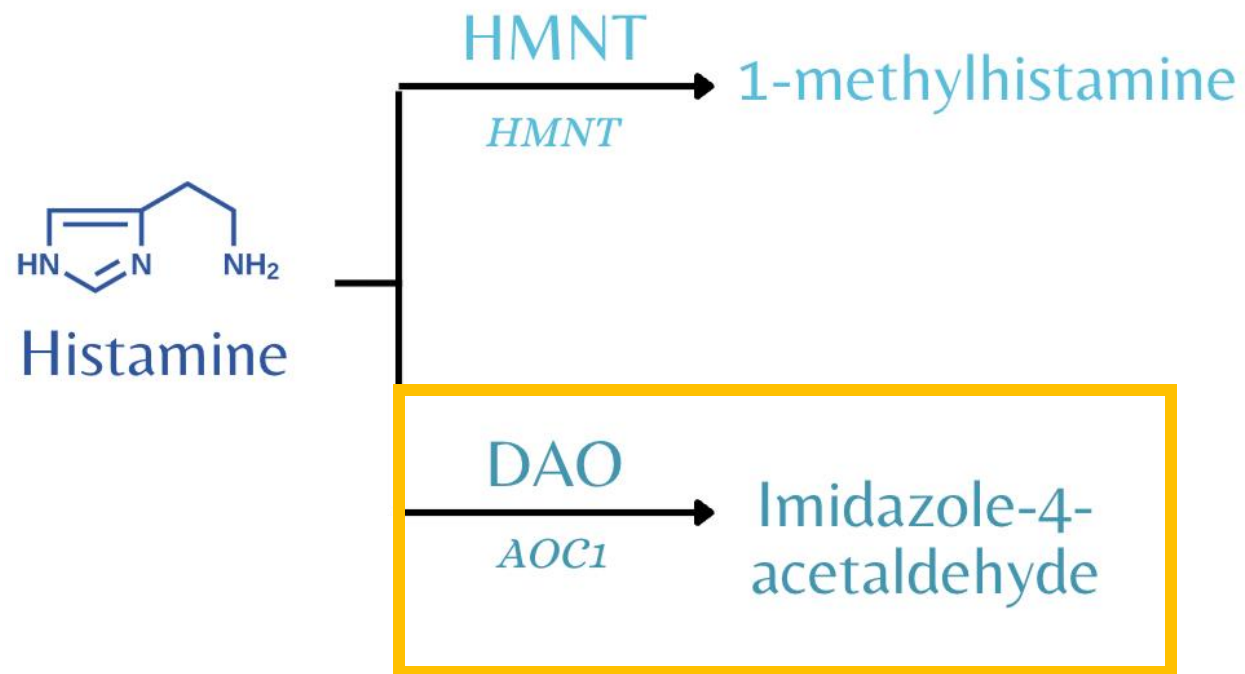 HMNT
1-methylhistamine
HMNT
HN
N
NH₂
Histamine
DAO
AOC1
Imidazole-4-
acetaldehyde